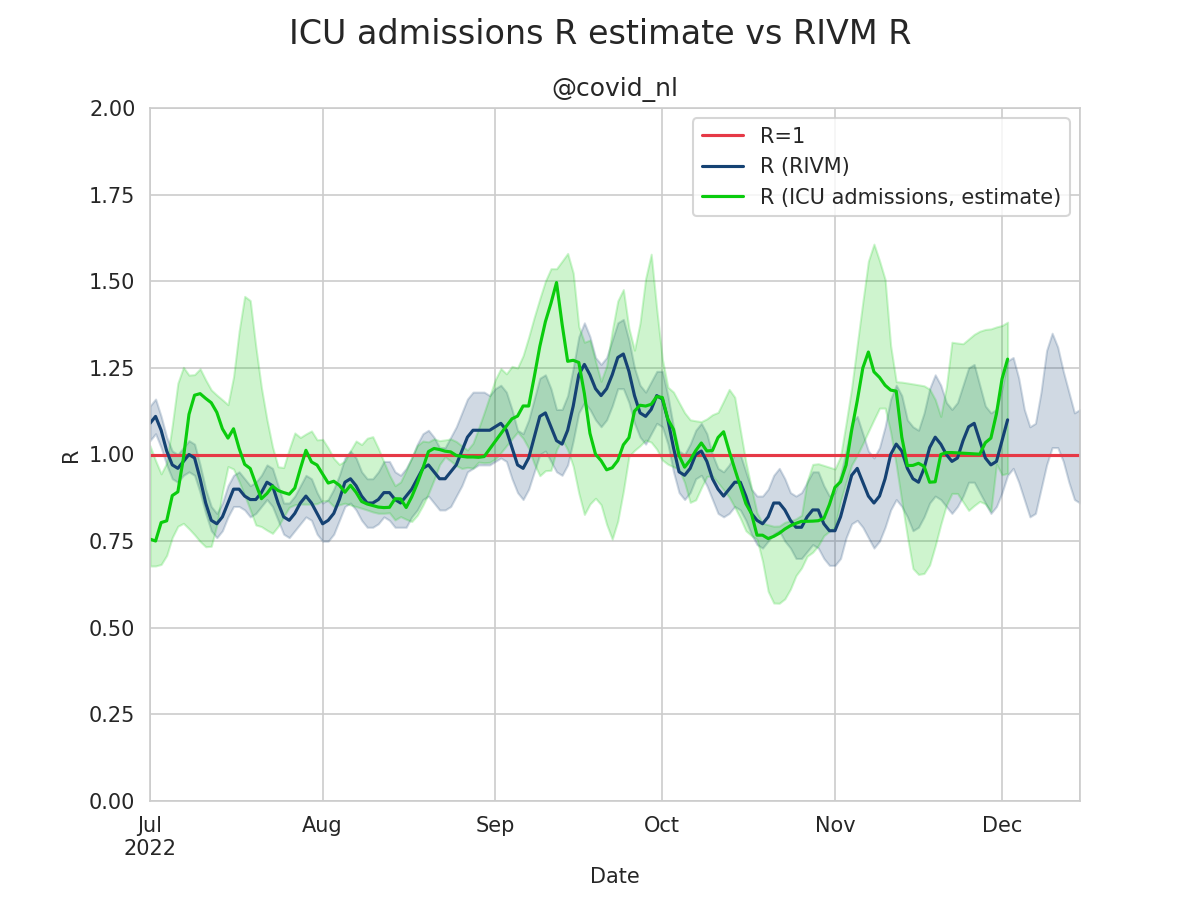 ICU admissions R estimate vs RIVM R
@covid_nl
2.00
1.75
1.50
1.25
1.00
0.75
0.50
0.25
0.00
R
R=1
R (RIVM)
R (ICU admissions, estimate)
Jul Aug Sep Oct Nov Dec
2022
Date